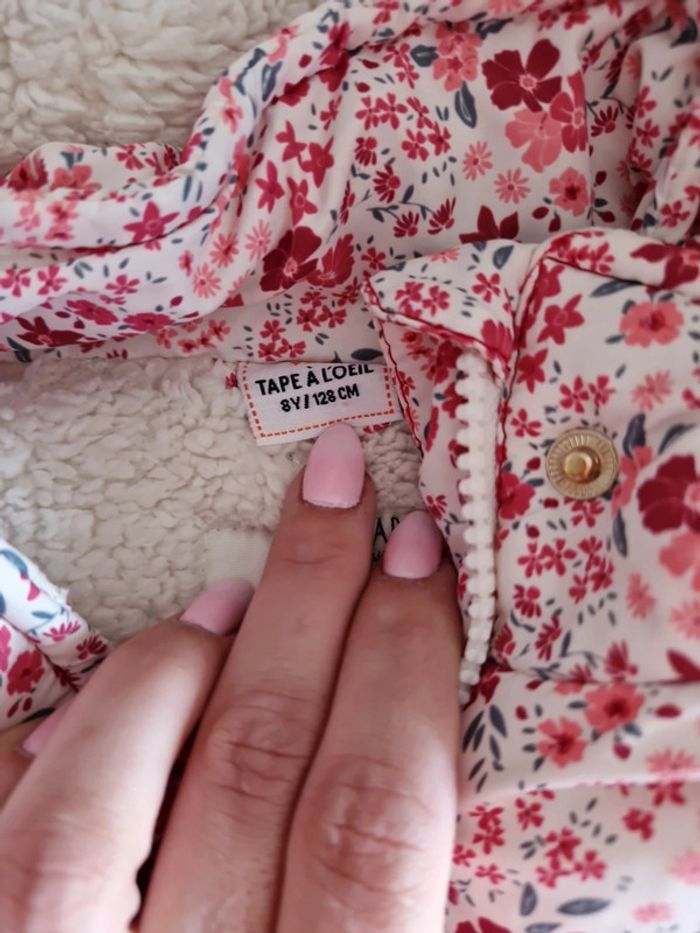 TAPE À L'OEIL
8Y / 128 CM